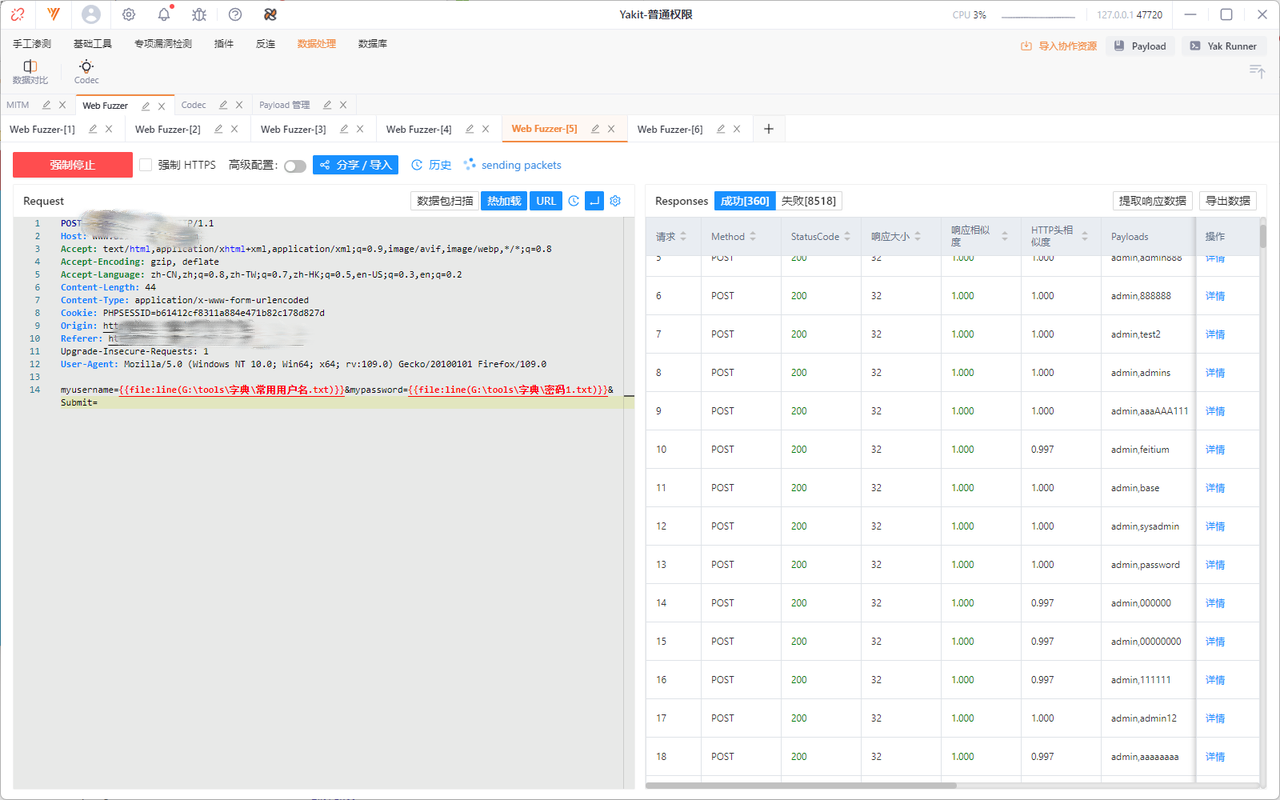 Yakit-普通权限
CPU 3%
127.0.0.1 47720
手工渗测 基础工具 专项漏洞检测 插件 反连 数据处理 数据库
导入协作资源 Payload Yak Runner
数据对比 Codec
MITM Web Fuzzer Codec Payload 管理
Web Fuzzer-[1] Web Fuzzer-[2] Web Fuzzer-[3] Web Fuzzer-[4] Web Fuzzer-[5] Web Fuzzer-[6]
强制停止 强制 HTTPS 高级配置: 分享 / 导入 历史 sending packets
Request 数据包扫描 热加载 URL
1 POST /1.1
2 Host:
3 Accept: text/html,application/xhtml+xml,application/xml;q=0.9,image/avif,image/webp,*/*;q=0.8
4 Accept-Encoding: gzip, deflate
5 Accept-Language: zh-CN,zh;q=0.8,zh-TW;q=0.7,zh-HK;q=0.5,en-US;q=0.3,en;q=0.2
6 Content-Length: 44
7 Content-Type: application/x-www-form-urlencoded
8 Cookie: PHPSESSID=b61412cf8311a884e471b82c178d827d
9 Origin:
10 Referer:
11 Upgrade-Insecure-Requests: 1
12 User-Agent: Mozilla/5.0 (Windows NT 10.0; Win64; x64; rv:109.0) Gecko/20100101 Firefox/109.0
13
14 myusername={{file:line(G:\tools\字典\常用用户名.txt)}}&mypassword={{file:line(G:\tools\字典\密码1.txt)}}&
Submit=
Responses 成功[360] 失败[8518] 提取响应数据 导出数据
请求 Method StatusCode 响应大小 响应相似度 HTTP头相似度 Payloads 操作
5 POST 200 32 1.000 1.000 admin,admin888 详情
6 POST 200 32 1.000 1.000 admin,888888 详情
7 POST 200 32 1.000 1.000 admin,test2 详情
8 POST 200 32 1.000 1.000 admin,admins 详情
9 POST 200 32 1.000 1.000 admin,aaaAAA111 详情
10 POST 200 32 1.000 0.997 admin,feitium 详情
11 POST 200 32 1.000 1.000 admin,base 详情
12 POST 200 32 1.000 1.000 admin,sysadmin 详情
13 POST 200 32 1.000 1.000 admin,password 详情
14 POST 200 32 1.000 0.997 admin,000000 详情
15 POST 200 32 1.000 0.997 admin,00000000 详情
16 POST 200 32 1.000 0.997 admin,111111 详情
17 POST 200 32 1.000 1.000 admin,admin12 详情
18 POST 200 32 1.000 0.997 admin,aaaaaaaa 详情